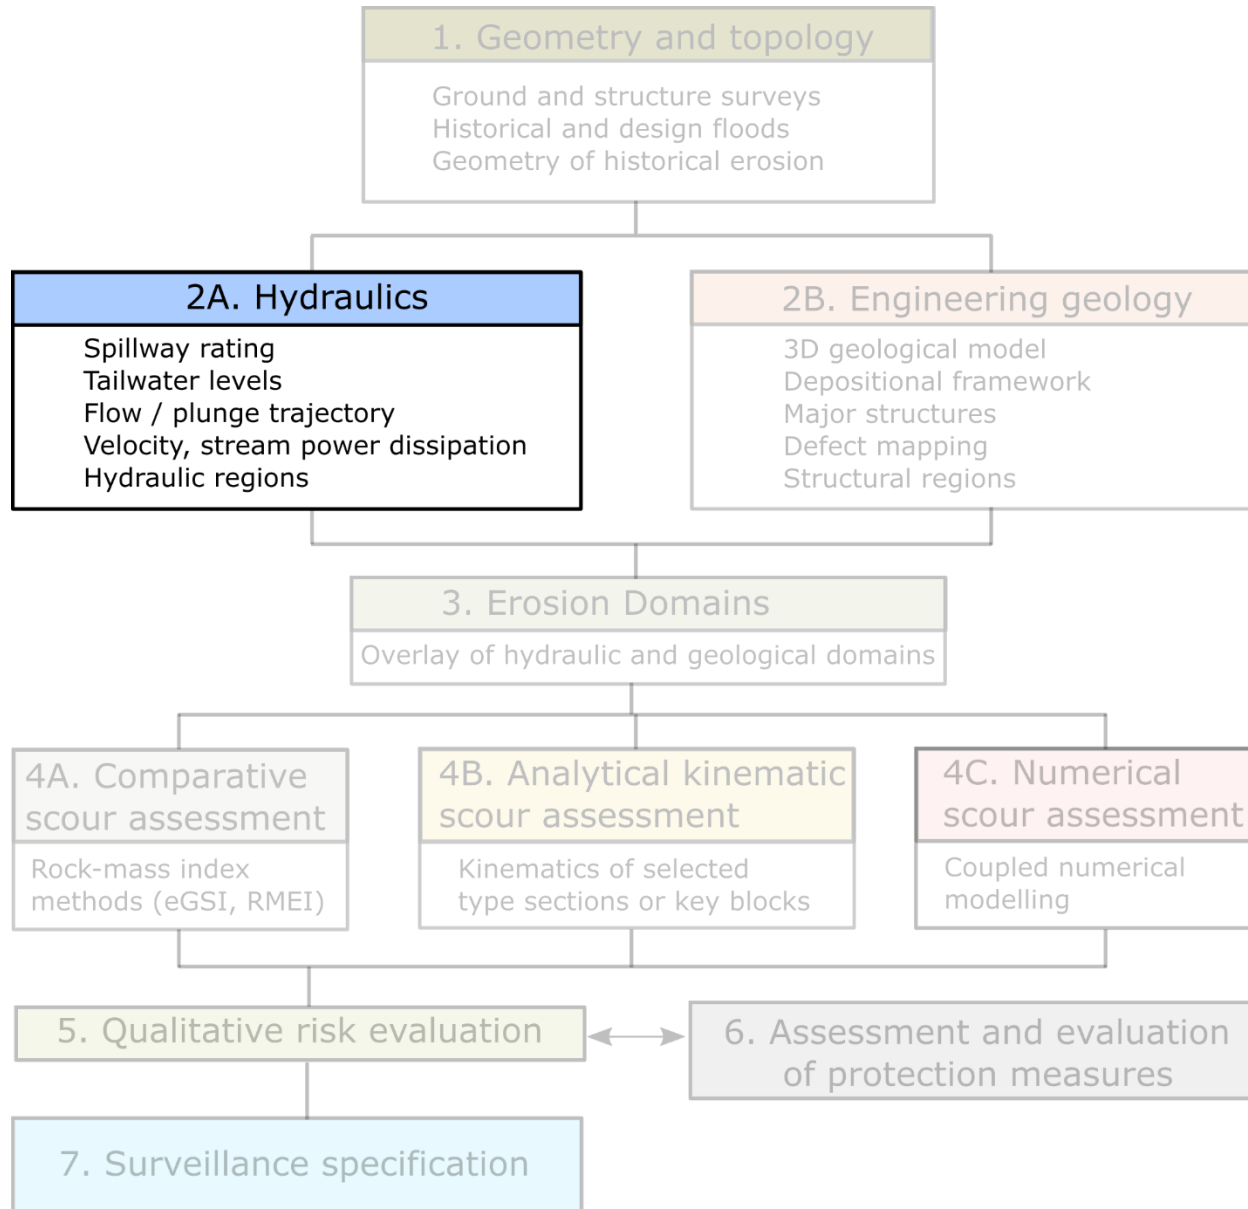 1. Geometry and topology
Ground and structure surveys
Historical and design floods
Geometry of historical erosion
2A. Hydraulics
Spillway rating
Tailwater levels
Flow / plunge trajectory
Velocity, stream power dissipation
Hydraulic regions
2B. Engineering geology
3D geological model
Depositional framework
Major structures
Defect mapping
Structural regions
3. Erosion Domains
Overlay of hydraulic and geological domains
4A. Comparative
scour assessment
Rock-mass index
methods (eGSI, RMEI)
4B. Analytical kinematic
scour assessment
Kinematics of selected
type sections or key blocks
4C. Numerical
scour assessment
Coupled numerical
modelling
5. Qualitative risk evaluation
6. Assessment and evaluation
of protection measures
7. Surveillance specification